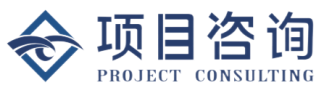 项目咨询
PROJECT CONSULTING